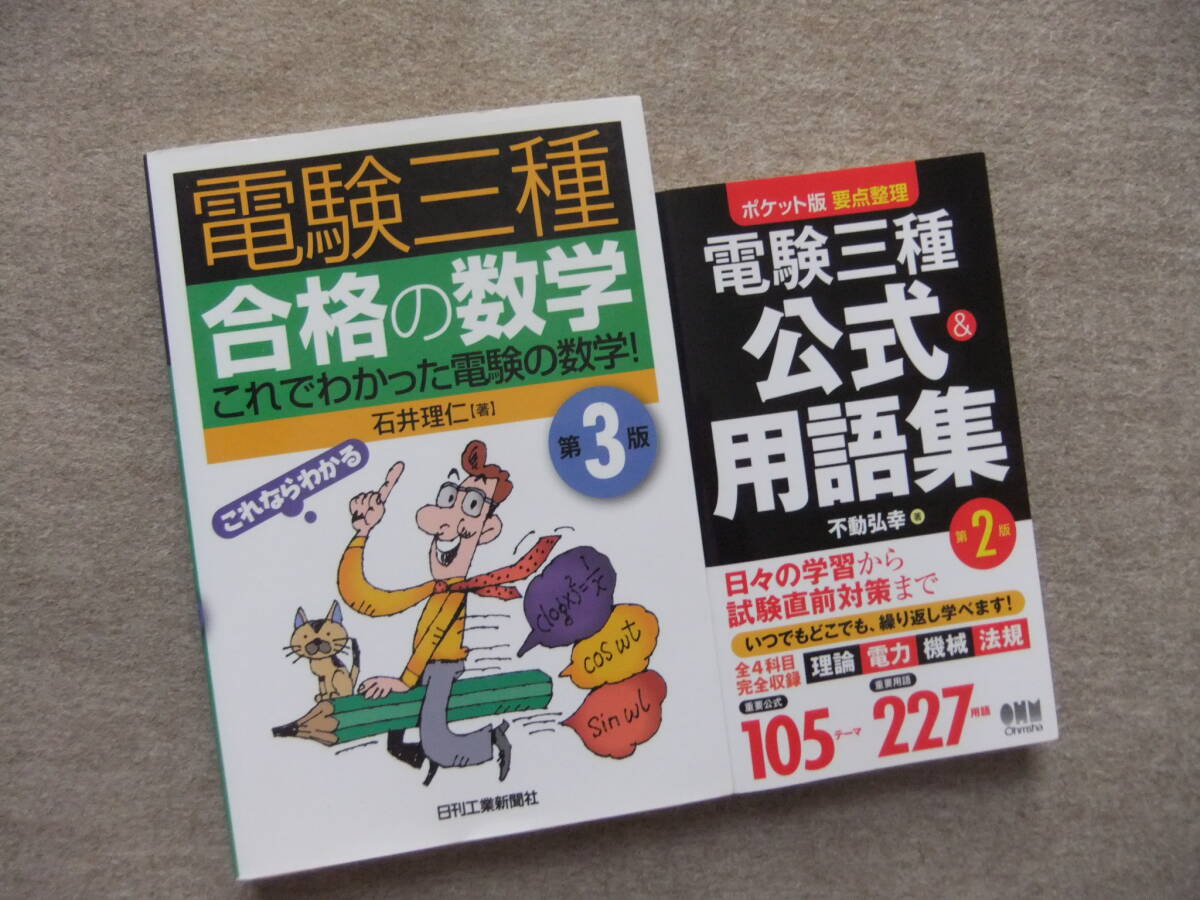 電験三種
合格の数学
これでわかった電験の数学!
石井理仁[著]
第3版
これならわかる
cos wt
sin wl
日刊工業新聞社
ポケット版 要点整理
電験三種
公式&
用語集
不動弘幸 著
第2版
日々の学習から
試験直前対策まで
いつでもどこでも、繰り返し学べます!
全4科目
完全収録
理論 電力 機械 法規
重要公式
105テーマ
重要用語
227用語
OHM
Ohmsha